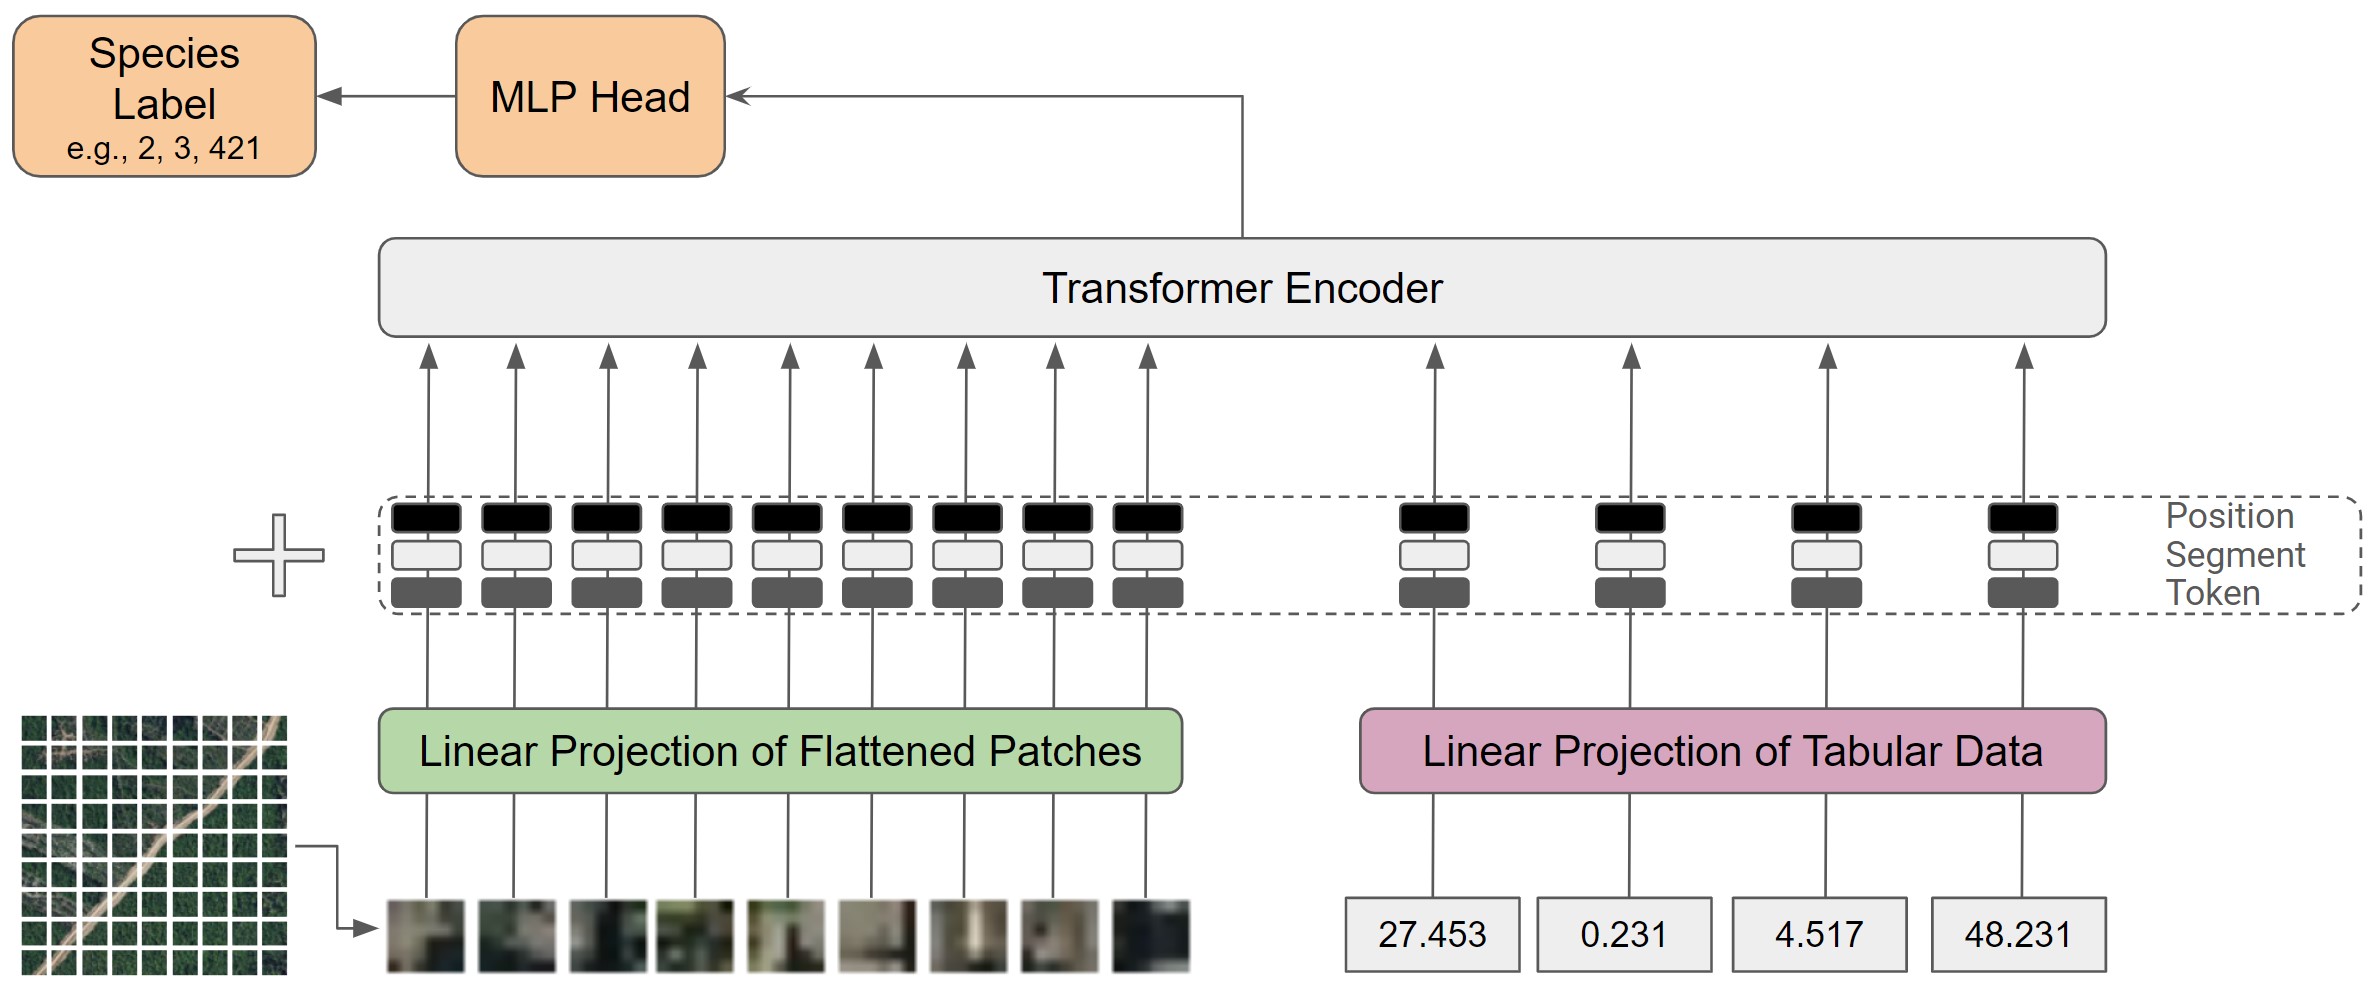 Species
Label
e.g., 2, 3, 421
MLP Head
Transformer Encoder
Position
Segment
Token
Linear Projection of Flattened Patches
Linear Projection of Tabular Data
27.453
0.231
4.517
48.231